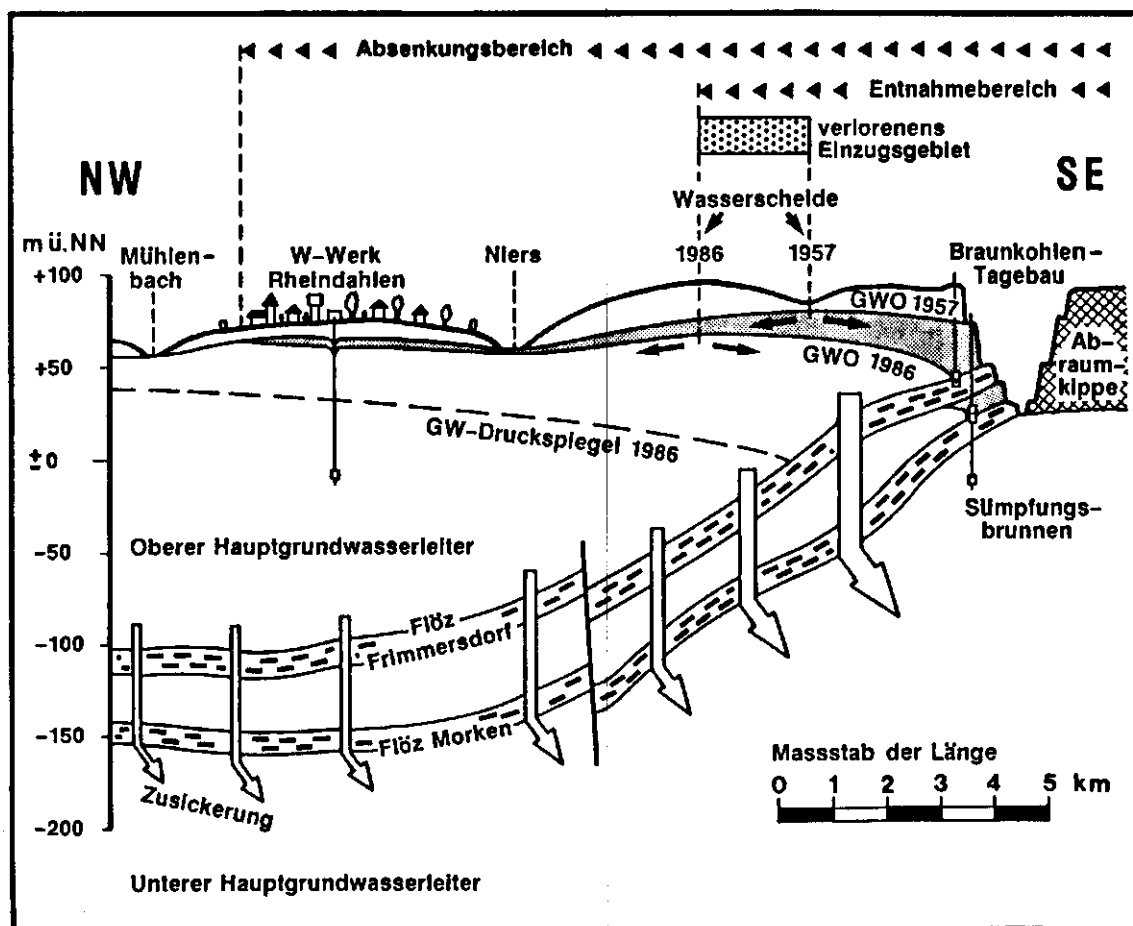 Absenkungsbereich
Entnahmebereich
verlorenens
Einzugsgebiet
NW
SE
Wasserscheide
m ü.NN
Mühlen-
bach
W-Werk
Rheindahlen
Niers
1986
1957
Braunkohlen-
Tagebau
+100
GWO 1957
+50
GWO 1986
Ab-
raum-
kippe
GW-Druckspiegel 1986
±0
Sümpfungs-
brunnen
-50
Oberer Hauptgrundwasserleiter
-100
Flöz
Frimmersdorf
-150
Flöz Morken
Massstab der Länge
0 1 2 3 4 5 km
Zusickerung
-200
Unterer Hauptgrundwasserleiter